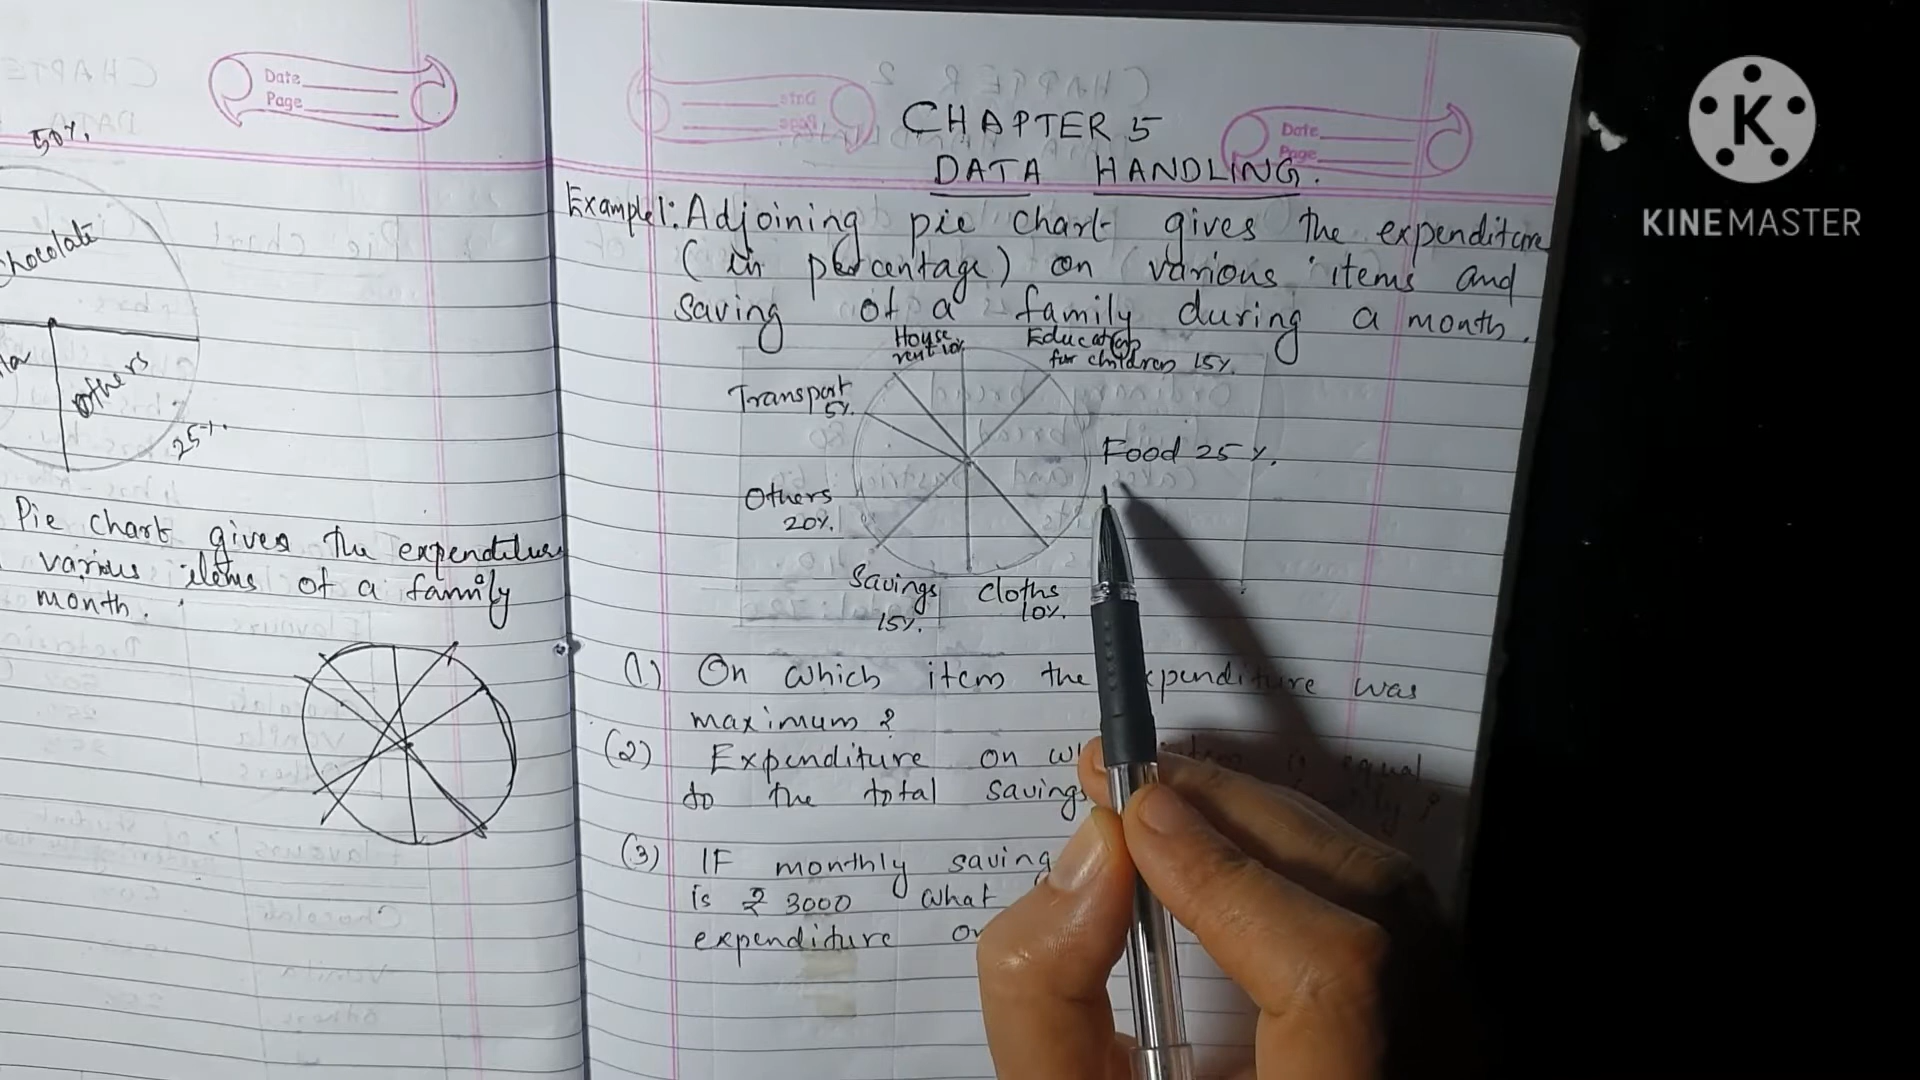 Date
Page
50%
chocolate
others
25%
Pie chart gives the
various items of a family
month.
Date
Page
CHAPTER 5
DATA HANDLING.
Example 1: Adjoining pie chart gives the expenditure
(in percentage) on various items and
saving of a family during a month.
House
rent 10%
Education
for children 15%.
Transport
5%.
Food 25%.
Others
20%.
Savings
15%.
Cloths
10%.
(1) On which item the expenditure was
maximum?
(2) Expenditure on is equal
to the total savings
(3) IF monthly saving
is ₹ 3000 what
expenditure on
K
KINEMASTER